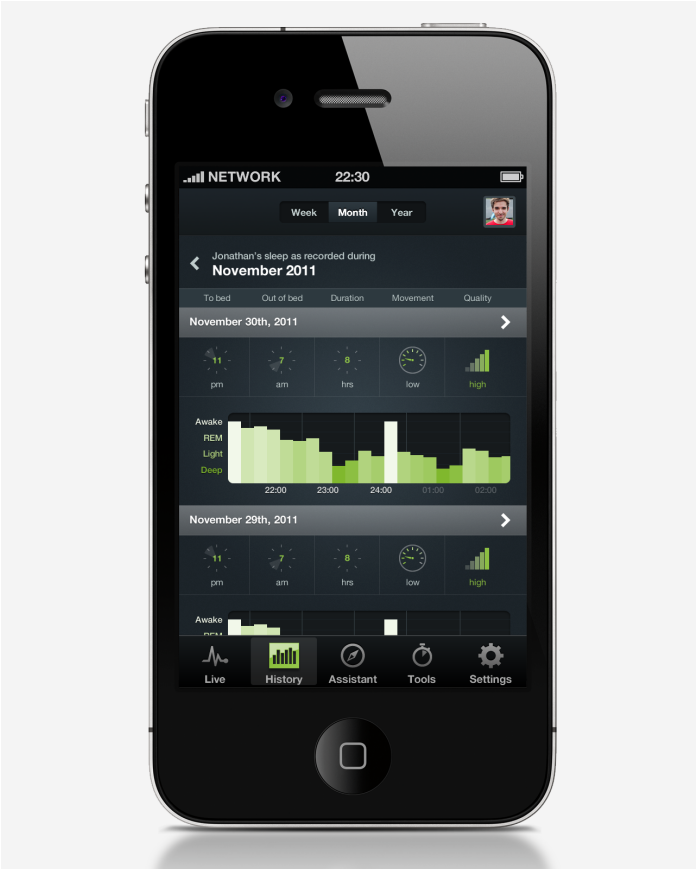 NETWORK 22:30
Week Month Year
Jonathan's sleep as recorded during
November 2011
To bed Out of bed Duration Movement Quality
November 30th, 2011
11 7 8
pm am hrs low high
Awake
REM
Light
Deep
22:00 23:00 24:00 01:00 02:00
November 29th, 2011
11 7 8
pm am hrs low high
Awake
REM
Live History Assistant Tools Settings